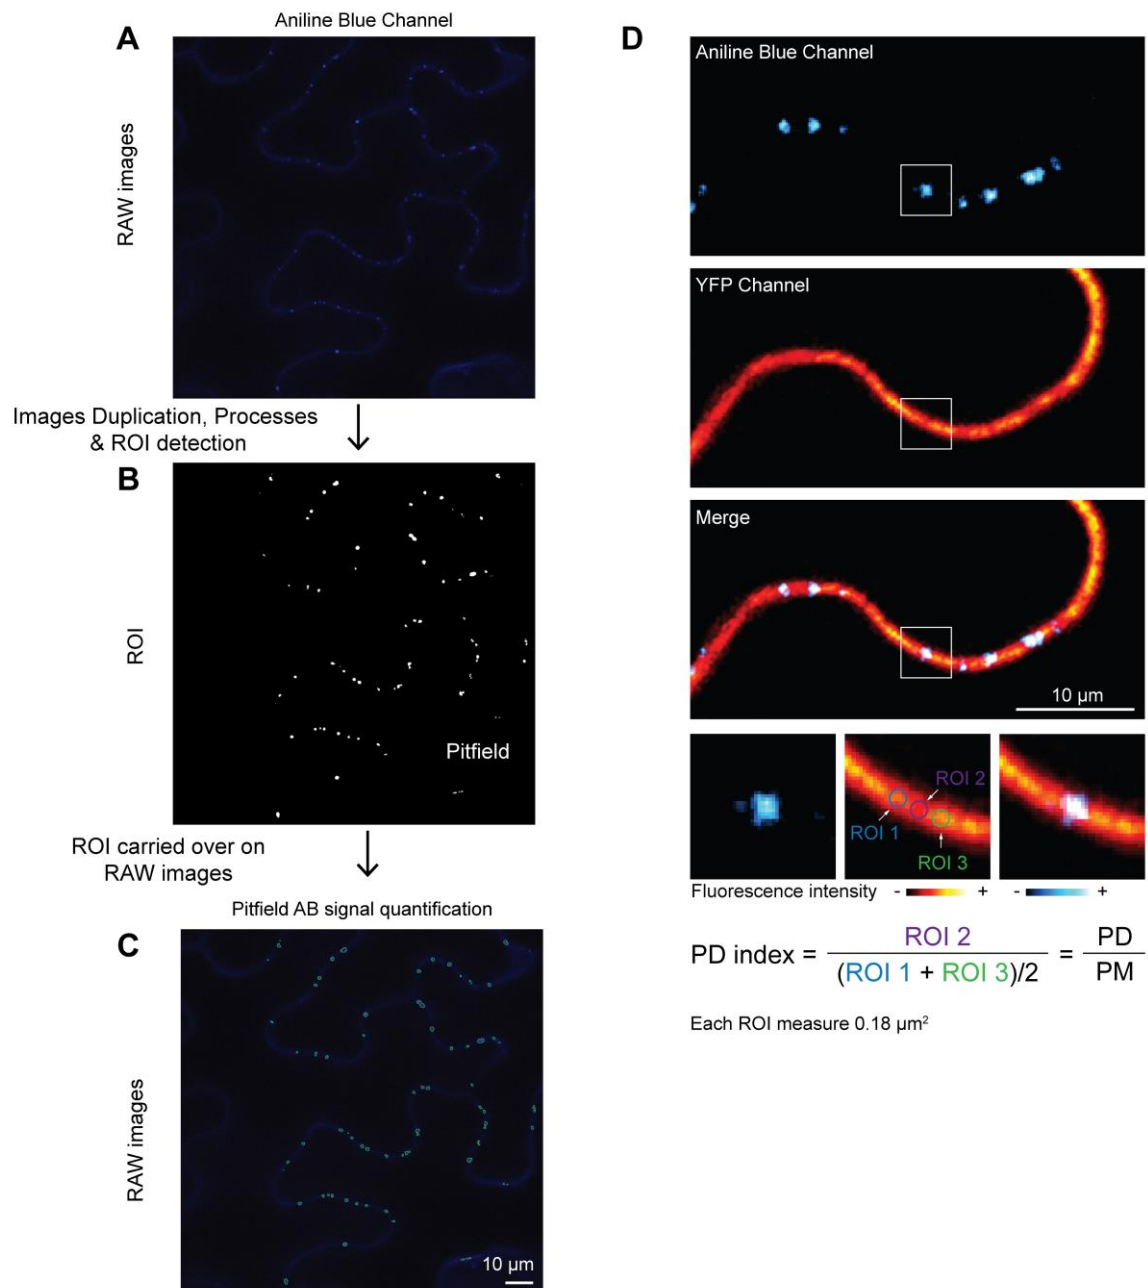 A
Aniline Blue Channel
RAW images
Images Duplication, Processes
& ROI detection
B
ROI
Pitfield
ROI carried over on
RAW images
Pitfield AB signal quantification
C
RAW images
10 µm
D
Aniline Blue Channel
YFP Channel
Merge
10 µm
ROI 2
ROI 1
ROI 3
Fluorescence intensity - + - +
PD index = ROI 2 / (ROI 1 + ROI 3)/2 = PD / PM
Each ROI measure 0.18 µm²